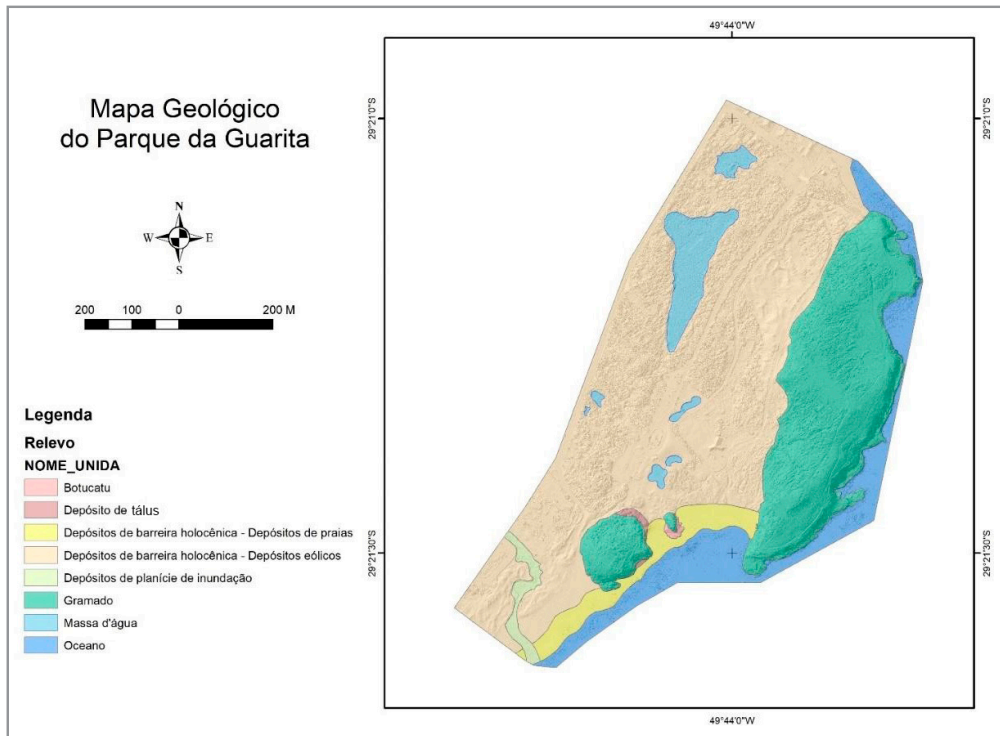 Mapa Geológico
do Parque da Guarita
N
W E
S
200 100 0 200 M
Legenda
Relevo
NOME_UNIDA
Botucatu
Depósito de tálus
Depósitos de barreira holocênica - Depósitos de praias
Depósitos de barreira holocênica - Depósitos eólicos
Depósitos de planície de inundação
Gramado
Massa d'água
Oceano
49°44'0"W
29°21'0"S
29°21'0"S
29°21'30"S
29°21'30"S
49°44'0"W